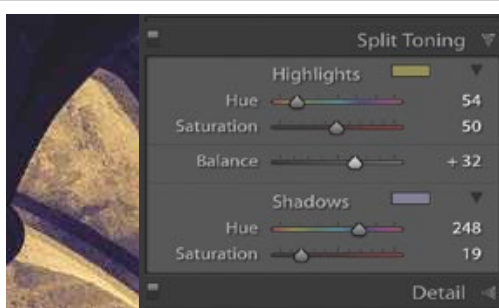 Split Toning
Highlights
Hue 54
Saturation 50
Balance + 32
Shadows
Hue 248
Saturation 19
Detail